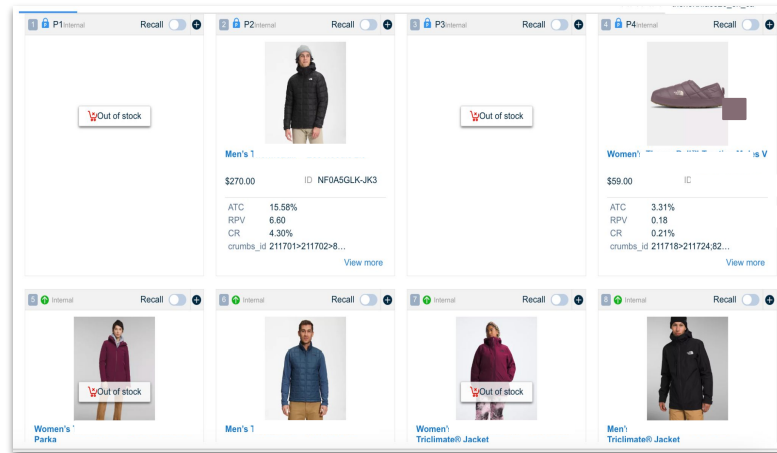 1 P1 Internal Recall
2 P2 Internal Recall
3 P3 Internal Recall
4 P4 Internal Recall
Out of stock
Out of stock
Men's
Women's
$270.00 ID NF0A5GLK-JK3
$59.00 ID
ATC 15.58%
RPV 6.60
CR 4.30%
crumbs_id 211701>211702>8...
View more
ATC 3.31%
RPV 0.18
CR 0.21%
crumbs_id 211718>211724;82...
View more
5 Internal Recall
6 Internal Recall
7 Internal Recall
8 Internal Recall
Out of stock
Out of stock
Women's
Parka
Men's
Women's
Triclimate® Jacket
Men's
Triclimate® Jacket